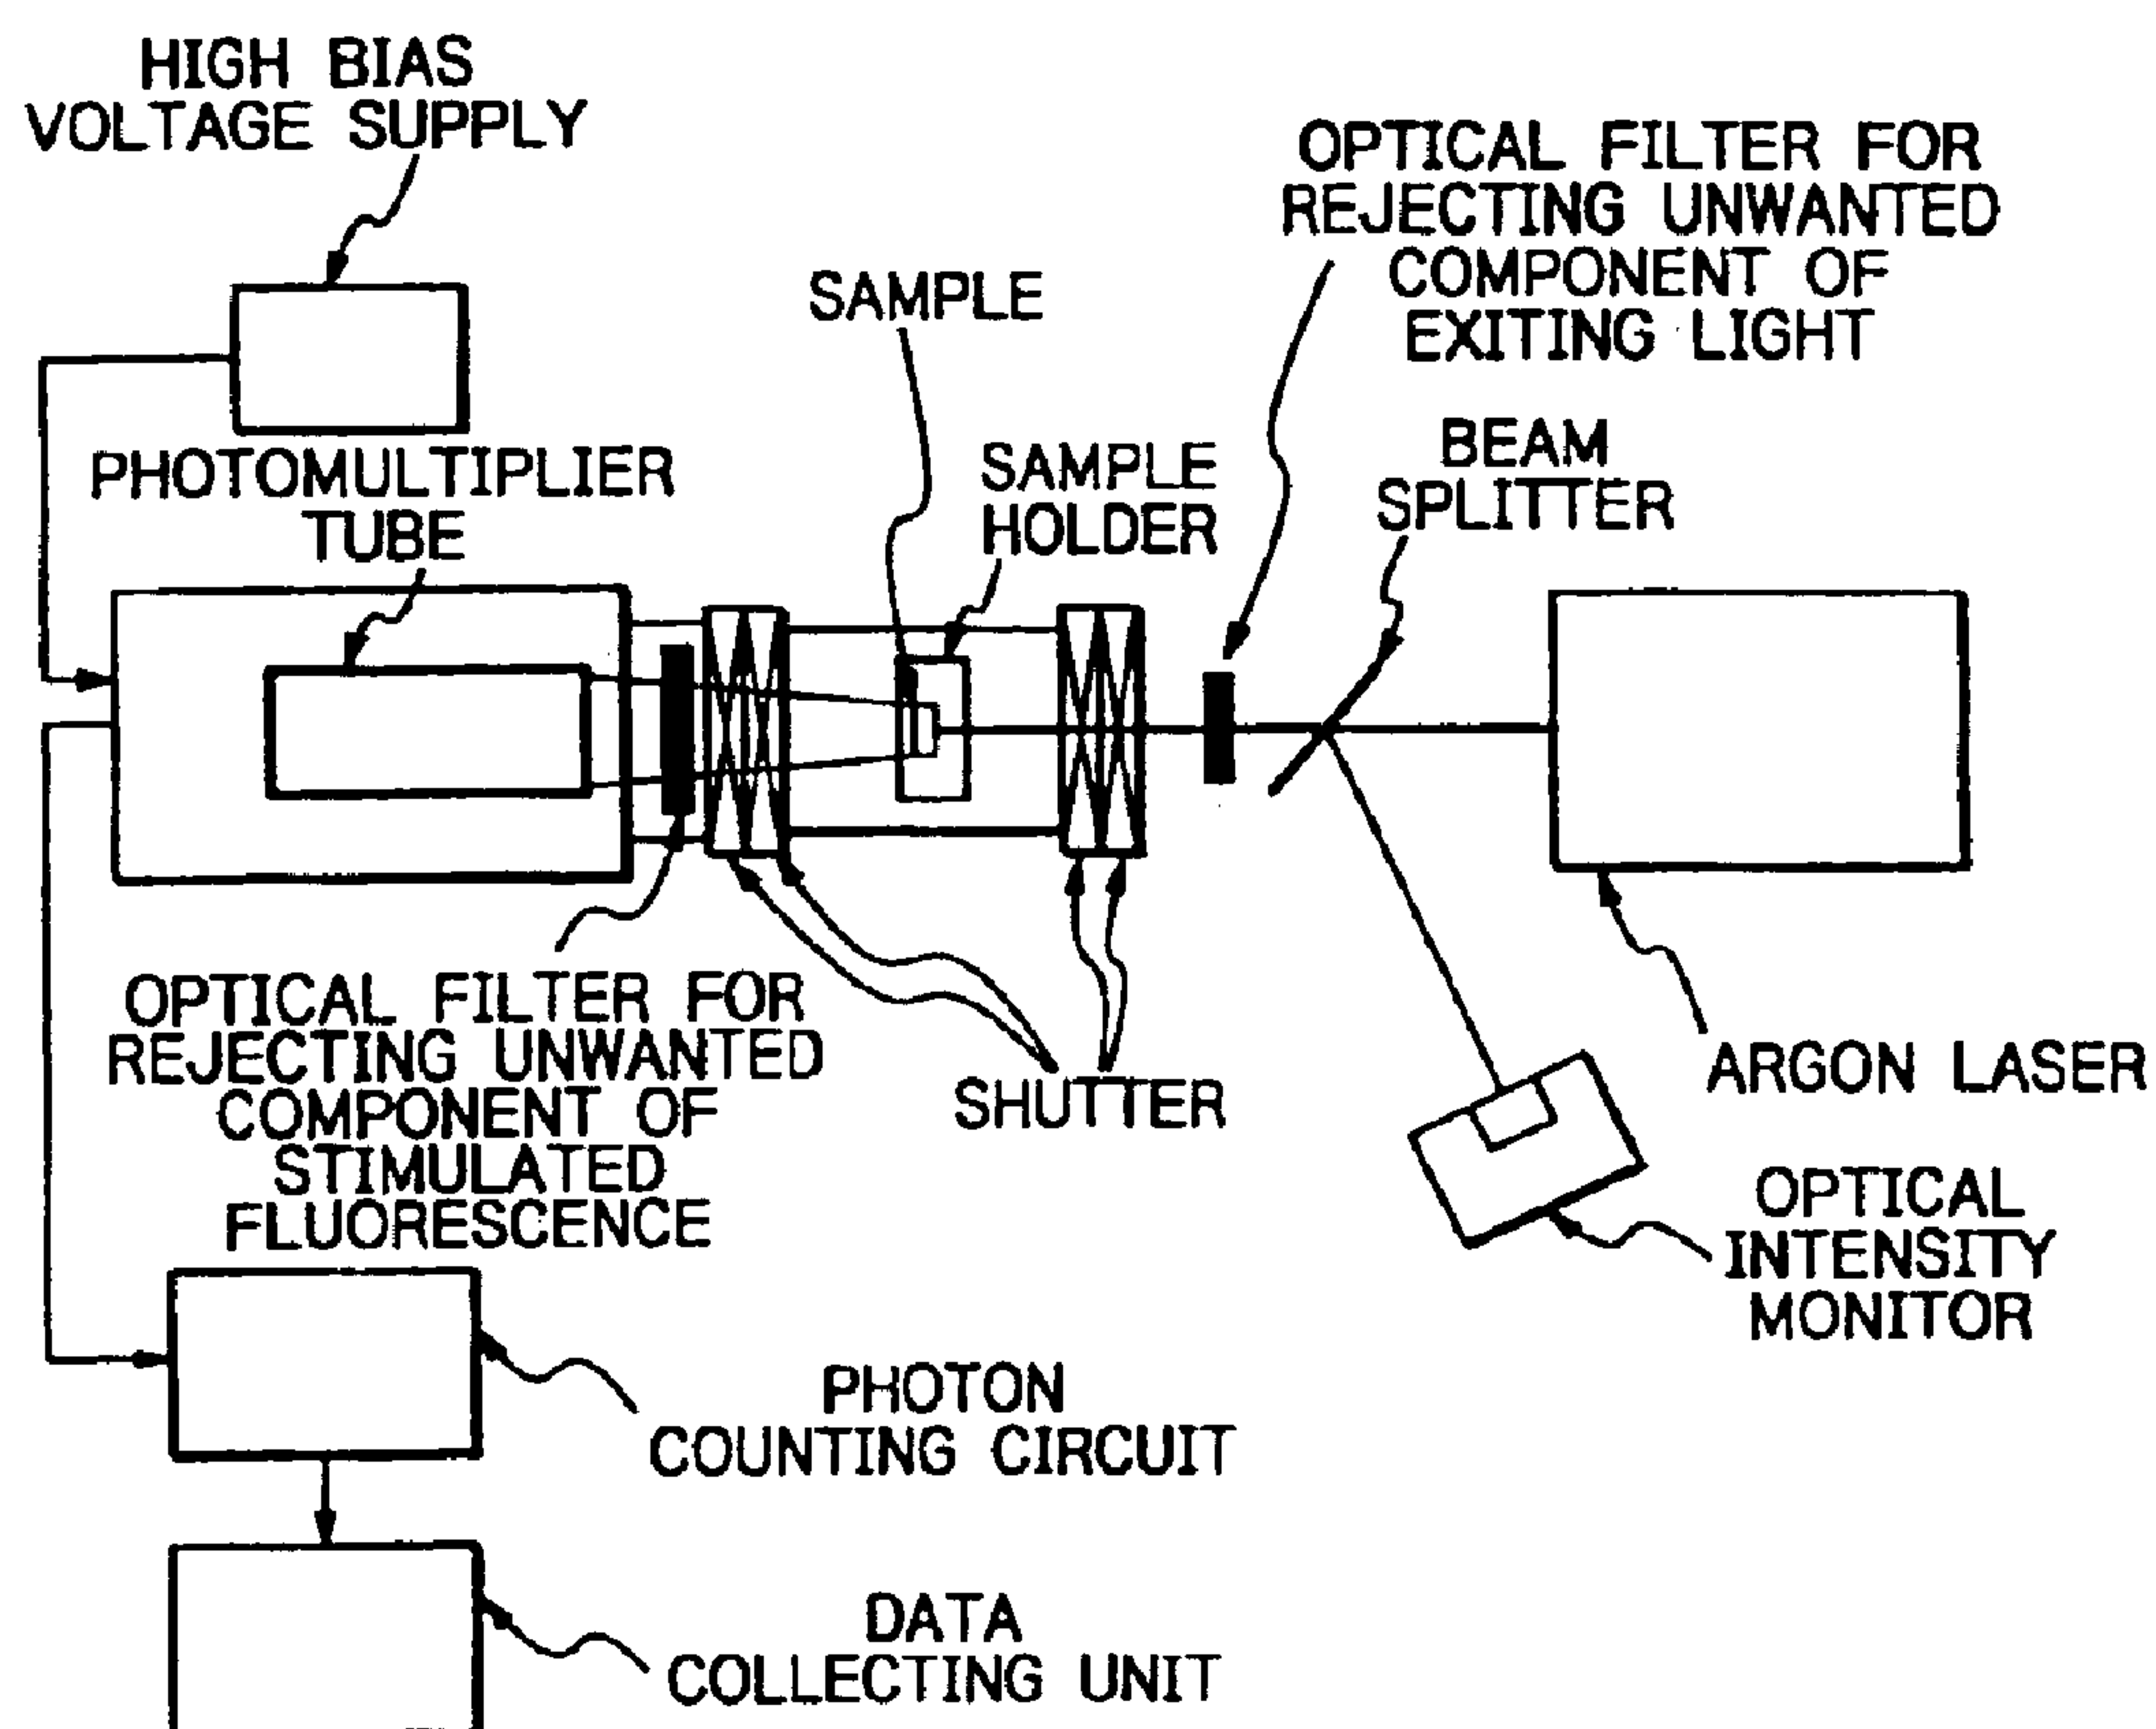 HIGH BIAS
VOLTAGE SUPPLY
OPTICAL FILTER FOR
REJECTING UNWANTED
COMPONENT OF
EXITING LIGHT
SAMPLE
BEAM
SPLITTER
SAMPLE
HOLDER
PHOTOMULTIPLIER
TUBE
OPTICAL FILTER FOR
REJECTING UNWANTED
COMPONENT OF
STIMULATED
FLUORESCENCE
SHUTTER
ARGON LASER
OPTICAL
INTENSITY
MONITOR
PHOTON
COUNTING CIRCUIT
DATA
COLLECTING UNIT